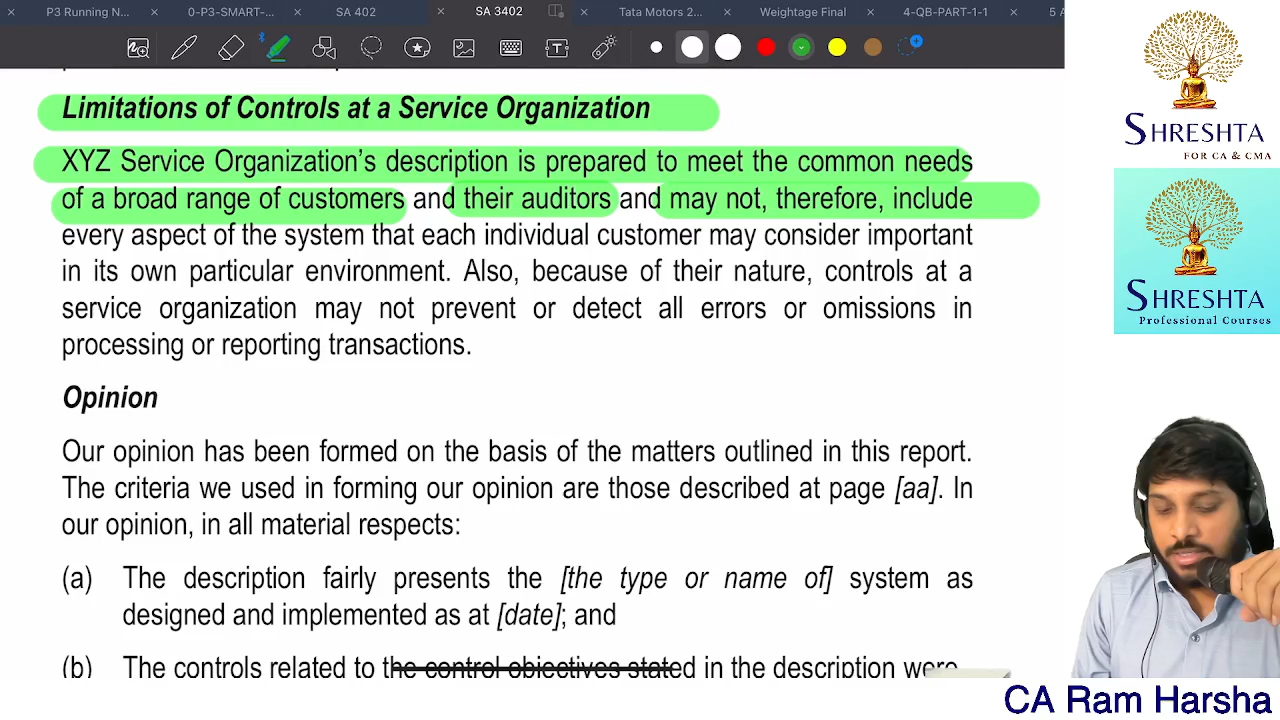 P3 Running N...
0-P3-SMART-...
SA 402
SA 3402
Tata Motors 2...
Weightage Final
4-QB-PART-1-1
5 A
Limitations of Controls at a Service Organization
XYZ Service Organization's description is prepared to meet the common needs
of a broad range of customers and their auditors and may not, therefore, include
every aspect of the system that each individual customer may consider important
in its own particular environment. Also, because of their nature, controls at a
service organization may not prevent or detect all errors or omissions in
processing or reporting transactions.
Opinion
Our opinion has been formed on the basis of the matters outlined in this report.
The criteria we used in forming our opinion are those described at page [aa]. In
our opinion, in all material respects:
(a) The description fairly presents the [the type or name of] system as
designed and implemented as at [date]; and
(b) The controls related to the control objectives stated in the description were
SHRESHTA
FOR CA & CMA
SHRESHTA
Professional Courses
CA Ram Harsha